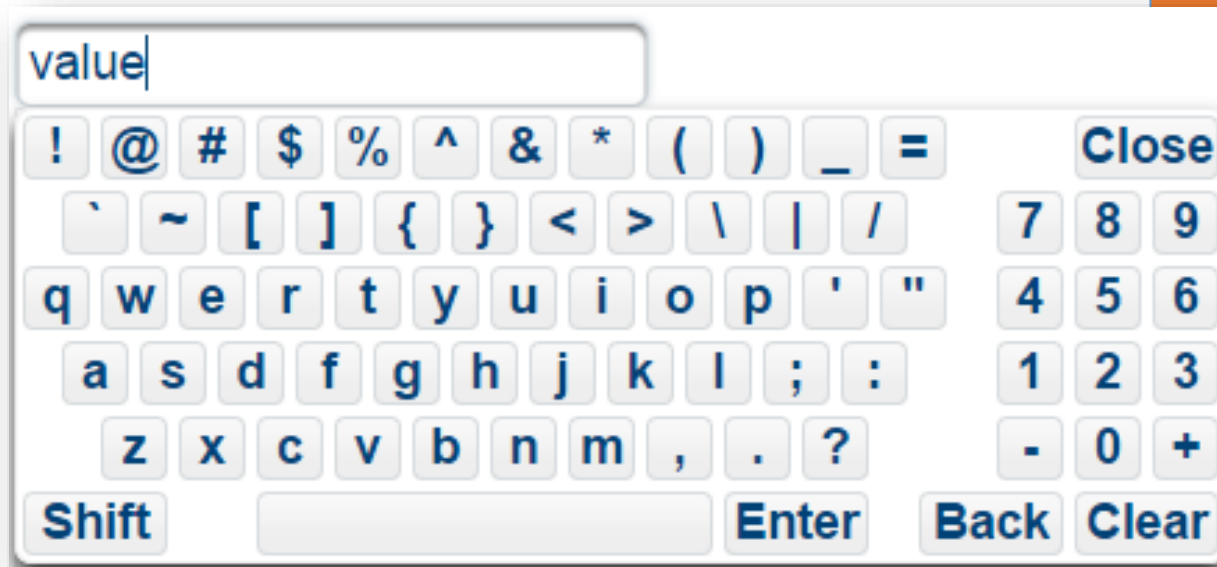 value
! @ # $ % ^ & * ( ) _ = Close
` ~ [ ] { } < > \ | / 7 8 9
q w e r t y u i o p ' " 4 5 6
a s d f g h j k l ; : 1 2 3
z x c v b n m , . ? - 0 +
Shift Enter Back Clear